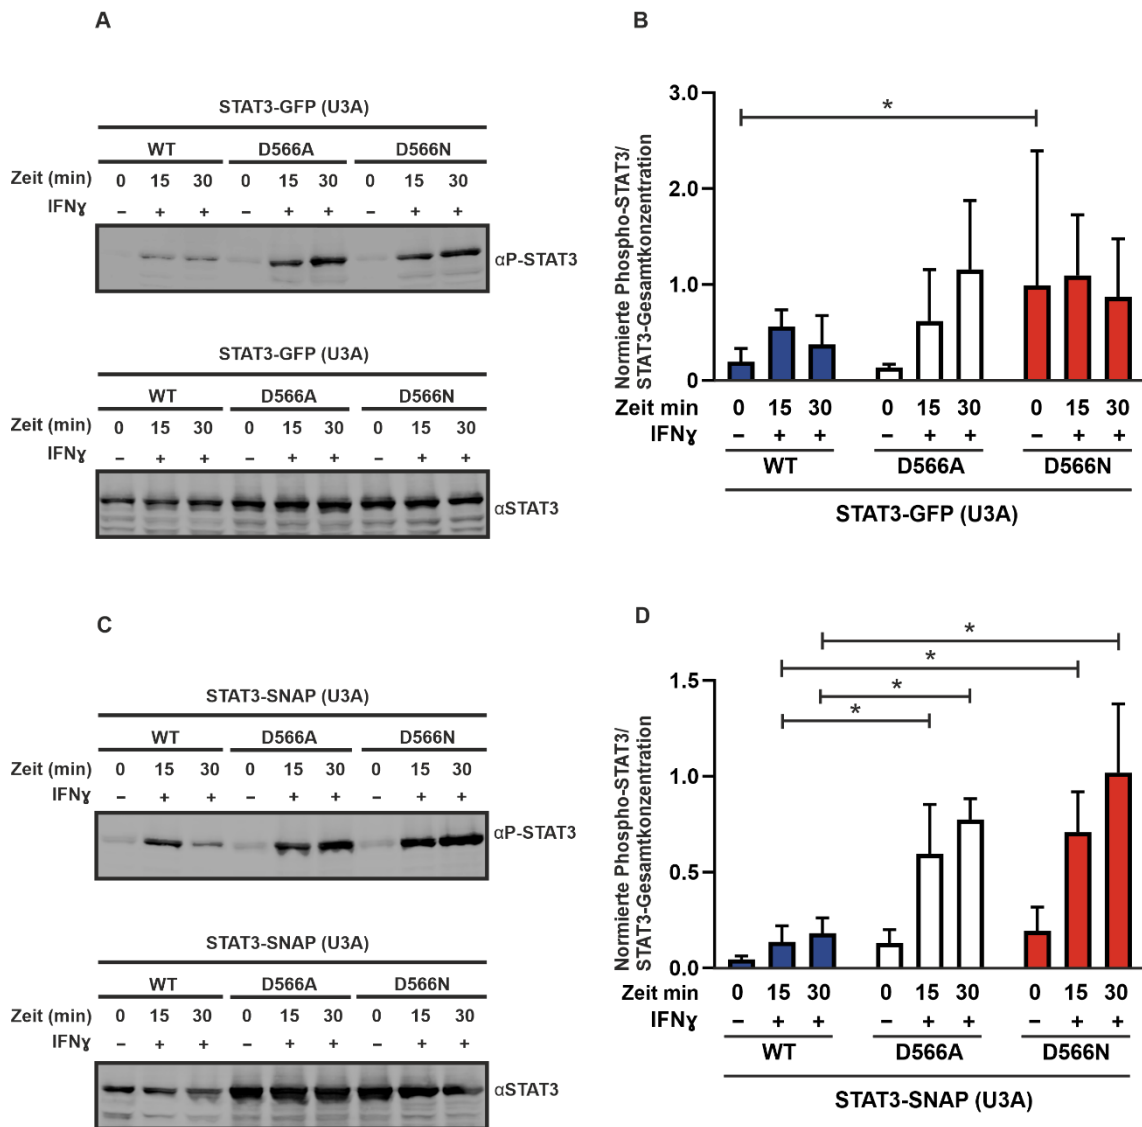 A
STAT3-GFP (U3A)
WT D566A D566N
Zeit (min) 0 15 30 0 15 30 0 15 30
IFNɣ – + + – + + – + +
αP-STAT3
STAT3-GFP (U3A)
WT D566A D566N
Zeit (min) 0 15 30 0 15 30 0 15 30
IFNɣ – + + – + + – + +
αSTAT3
B
Normierte Phospho-STAT3/
STAT3-Gesamtkonzentration
3.0
2.0
1.0
0
*
Zeit min 0 15 30 0 15 30 0 15 30
IFNɣ – + + – + + – + +
WT D566A D566N
STAT3-GFP (U3A)
C
STAT3-SNAP (U3A)
WT D566A D566N
Zeit (min) 0 15 30 0 15 30 0 15 30
IFNɣ – + + – + + – + +
αP-STAT3
STAT3-SNAP (U3A)
WT D566A D566N
Zeit (min) 0 15 30 0 15 30 0 15 30
IFNɣ – + + – + + – + +
αSTAT3
D
Normierte Phospho-STAT3/
STAT3-Gesamtkonzentration
1.5
1.0
0.5
0.0
*
*
*
*
Zeit min 0 15 30 0 15 30 0 15 30
IFNɣ – + + – + + – + +
WT D566A D566N
STAT3-SNAP (U3A)